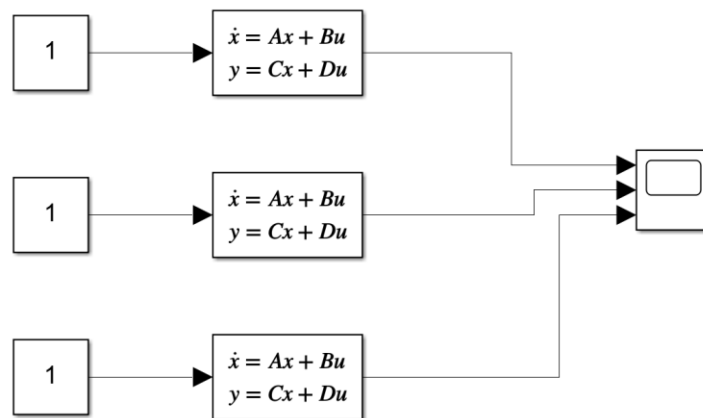 1
ẋ = Ax + Bu
y = Cx + Du
1
ẋ = Ax + Bu
y = Cx + Du
1
ẋ = Ax + Bu
y = Cx + Du